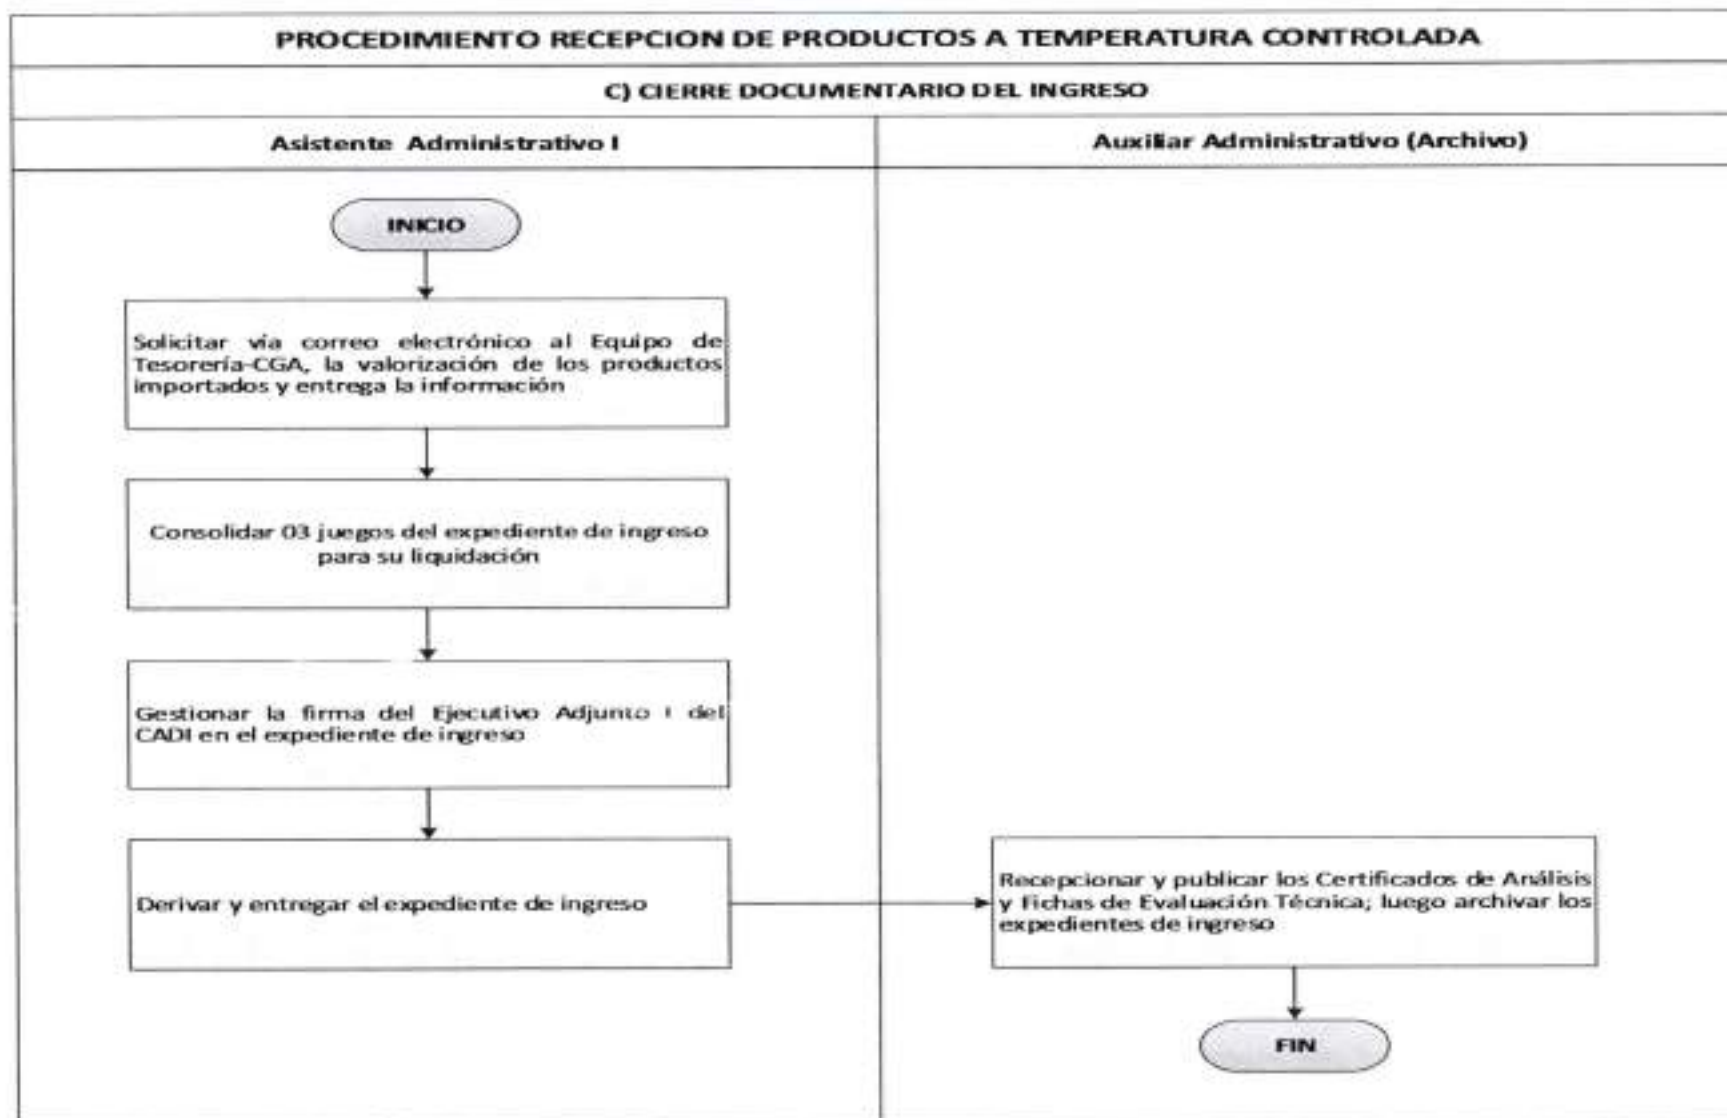 PROCEDIMIENTO RECEPCION DE PRODUCTOS A TEMPERATURA CONTROLADA
C) CIERRE DOCUMENTARIO DEL INGRESO
Asistente Administrativo I
Auxiliar Administrativo (Archivo)
INICIO
Solicitar vía correo electrónico al Equipo de
Tesorería-CGA, la valorización de los productos
importados y entrega la información
Consolidar 03 juegos del expediente de ingreso
para su liquidación
Gestionar la firma del Ejecutivo Adjunto I del
CADI en el expediente de ingreso
Derivar y entregar el expediente de ingreso
Recepcionar y publicar los Certificados de Análisis
y Fichas de Evaluación Técnica; luego archivar los
expedientes de ingreso
FIN